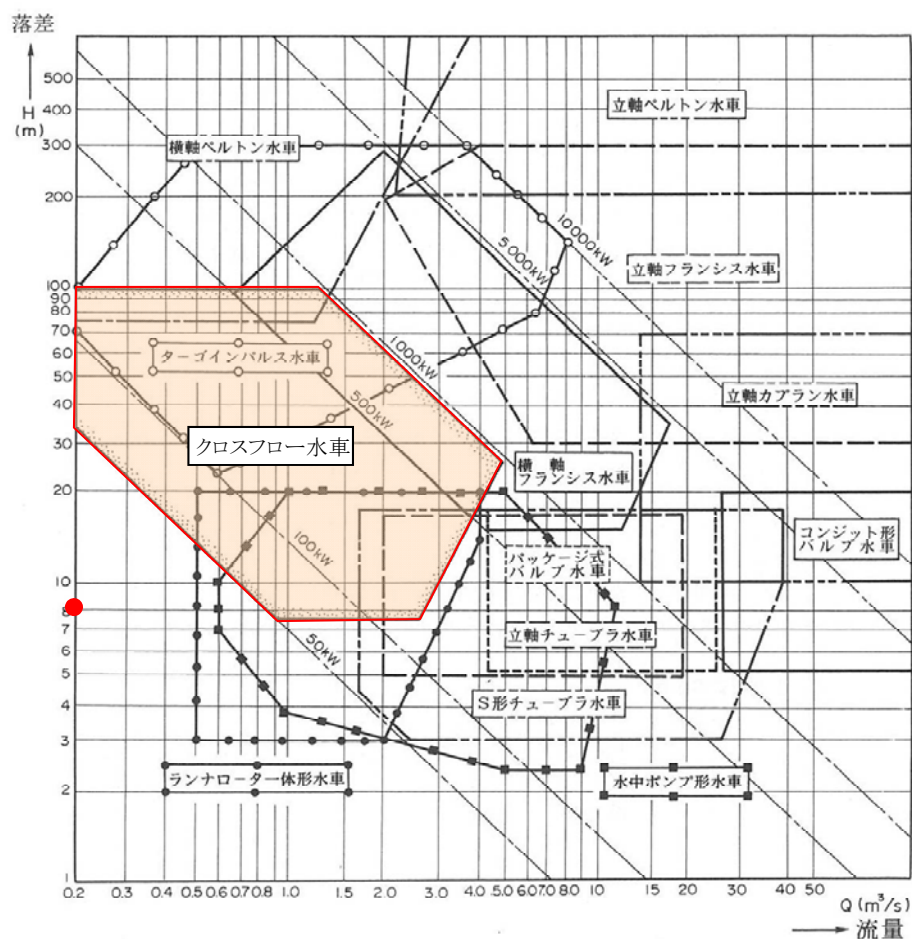 落差
H
(m)
500
400
300
200
100
90
80
70
60
50
40
30
20
10
8
7
6
5
4
3
2
1
立軸ペルトン水車
横軸ペルトン水車
10000kW
5000kW
立軸フランシス水車
ターゴインパルス水車
1000kW
500kW
立軸カプラン水車
クロスフロー水車
横軸
フランシス水車
コンジット形
バルブ水車
100kW
パッケージ式
バルブ水車
50kW
立軸チューブラ水車
S形チューブラ水車
ランナローター体形水車
水中ポンプ形水車
0.2 0.3 0.4 0.5 0.6 0.7 0.8 1.0 1.5 2.0 3.0 4.0 5.0 6.0 7.0 8.0 10 15 20 30 40 50
Q (m³/s)
流量